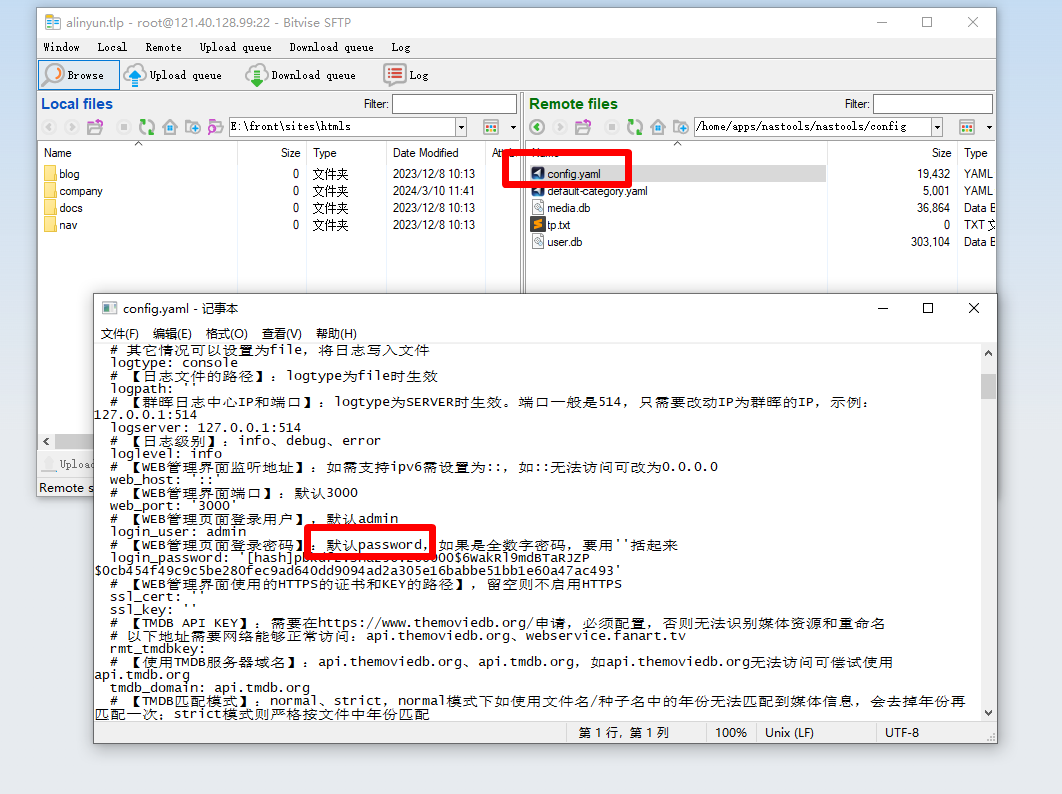 alinyun.tlp - root@121.40.128.99:22 - Bitvise SFTP
Window Local Remote Upload queue Download queue Log
Browse Upload queue Download queue Log
Local files Filter: Remote files Filter:
E:\front\sites\htmls /home/apps/nastools/nastools/config
Name Size Type Date Modified Size Type
blog 0 文件夹 2023/12/8 10:13 config.yaml 19,432 YAML
company 0 文件夹 2024/3/10 11:41 default-category.yaml 5,001 YAML
docs 0 文件夹 2023/12/8 10:13 media.db 36,864 Data
nav 0 文件夹 2023/12/8 10:13 tp.txt 0 TXT
user.db 303,104 Data
config.yaml - 记事本
文件(F) 编辑(E) 格式(O) 查看(V) 帮助(H)
# 其它情况可以设置为file，将日志写入文件
logtype: console
# 【日志文件的路径】：logtype为file时生效
logpath: ''
# 【群晖日志中心IP和端口】：logtype为SERVER时生效。端口一般是514，只需要改动IP为群晖的IP，示例：
127.0.0.1:514
logserver: 127.0.0.1:514
# 【日志级别】：info、debug、error
loglevel: info
# 【WEB管理界面监听地址】：如需支持ipv6需设置为::，如::无法访问可改为0.0.0.0
web_host: '::'
# 【WEB管理界面端口】：默认3000
web_port: '3000'
# 【WEB管理页面登录用户】，默认admin
login_user: admin
# 【WEB管理页面登录密码】：默认password，如果是全数字密码，要用''括起来
login_password:
$0cb454f49c9c5be280fec9ad640dd9094ad2a305e16babbe51bb1e60a47ac493'
# 【WEB管理界面使用的HTTPS的证书和KEY的路径】，留空则不启用HTTPS
ssl_cert: ''
ssl_key: ''
# 【TMDB API KEY】：需要在https://www.themoviedb.org/申请，必须配置，否则无法识别媒体资源和重命名
# 以下地址需要网络能够正常访问：api.themoviedb.org、webservice.fanart.tv
rmt_tmdbkey:
# 【使用TMDB服务器域名】：api.themoviedb.org、api.tmdb.org，如api.themoviedb.org无法访问可偿试使用
api.tmdb.org
tmdb_domain: api.tmdb.org
# 【TMDB匹配模式】：normal、strict，normal模式下如使用文件名/种子名中的年份无法匹配到媒体信息，会去掉年份再
匹配一次；strict模式则严格按文件中年份匹配
Remote
第 1 行，第 1 列 100% Unix (LF) UTF-8